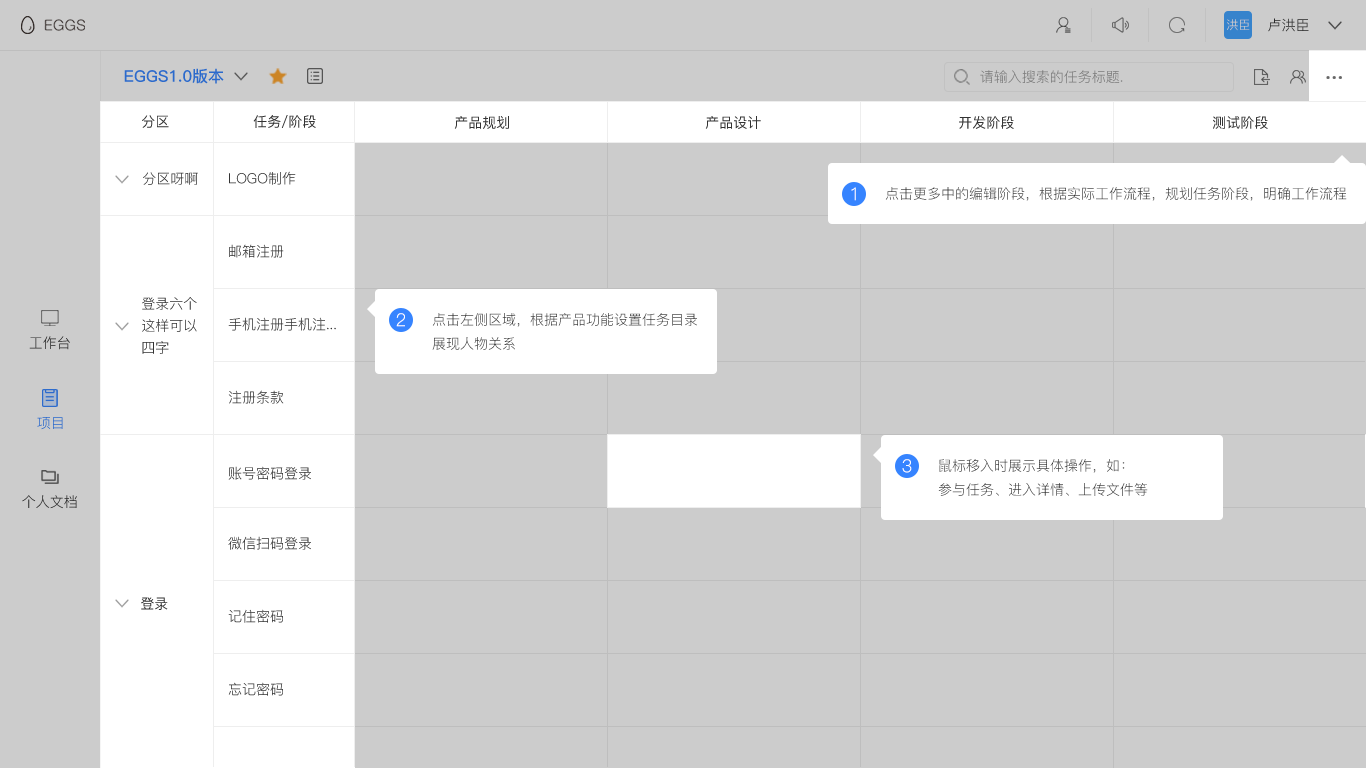 EGGS
洪臣
卢洪臣
EGGS1.0版本
请输入搜索的任务标题.
分区
任务/阶段
产品规划
产品设计
开发阶段
测试阶段
分区呀啊
LOGO制作
1
点击更多中的编辑阶段，根据实际工作流程，规划任务阶段，明确工作流程
邮箱注册
登录六个
这样可以
四字
手机注册手机注...
2
点击左侧区域，根据产品功能设置任务目录
展现人物关系
注册条款
工作台
项目
个人文档
账号密码登录
3
鼠标移入时展示具体操作，如：
参与任务、进入详情、上传文件等
微信扫码登录
登录
记住密码
忘记密码